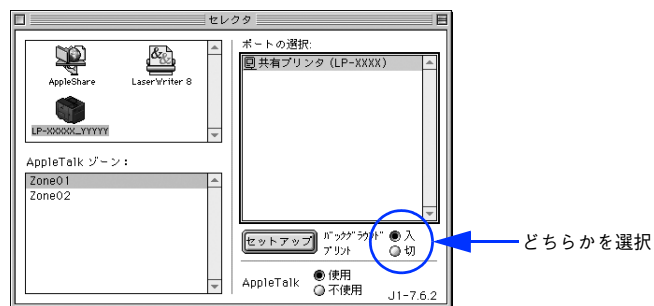 セレクタ
AppleShare
LaserWriter 8
LP-XXXXX_YYYYY
AppleTalk ゾーン：
Zone01
Zone02
ポートの選択:
共有プリンタ (LP-XXXX)
セットアップ
バックグラウンド
プリント
入
切
どちらかを選択
AppleTalk
使用
不使用
J1-7.6.2